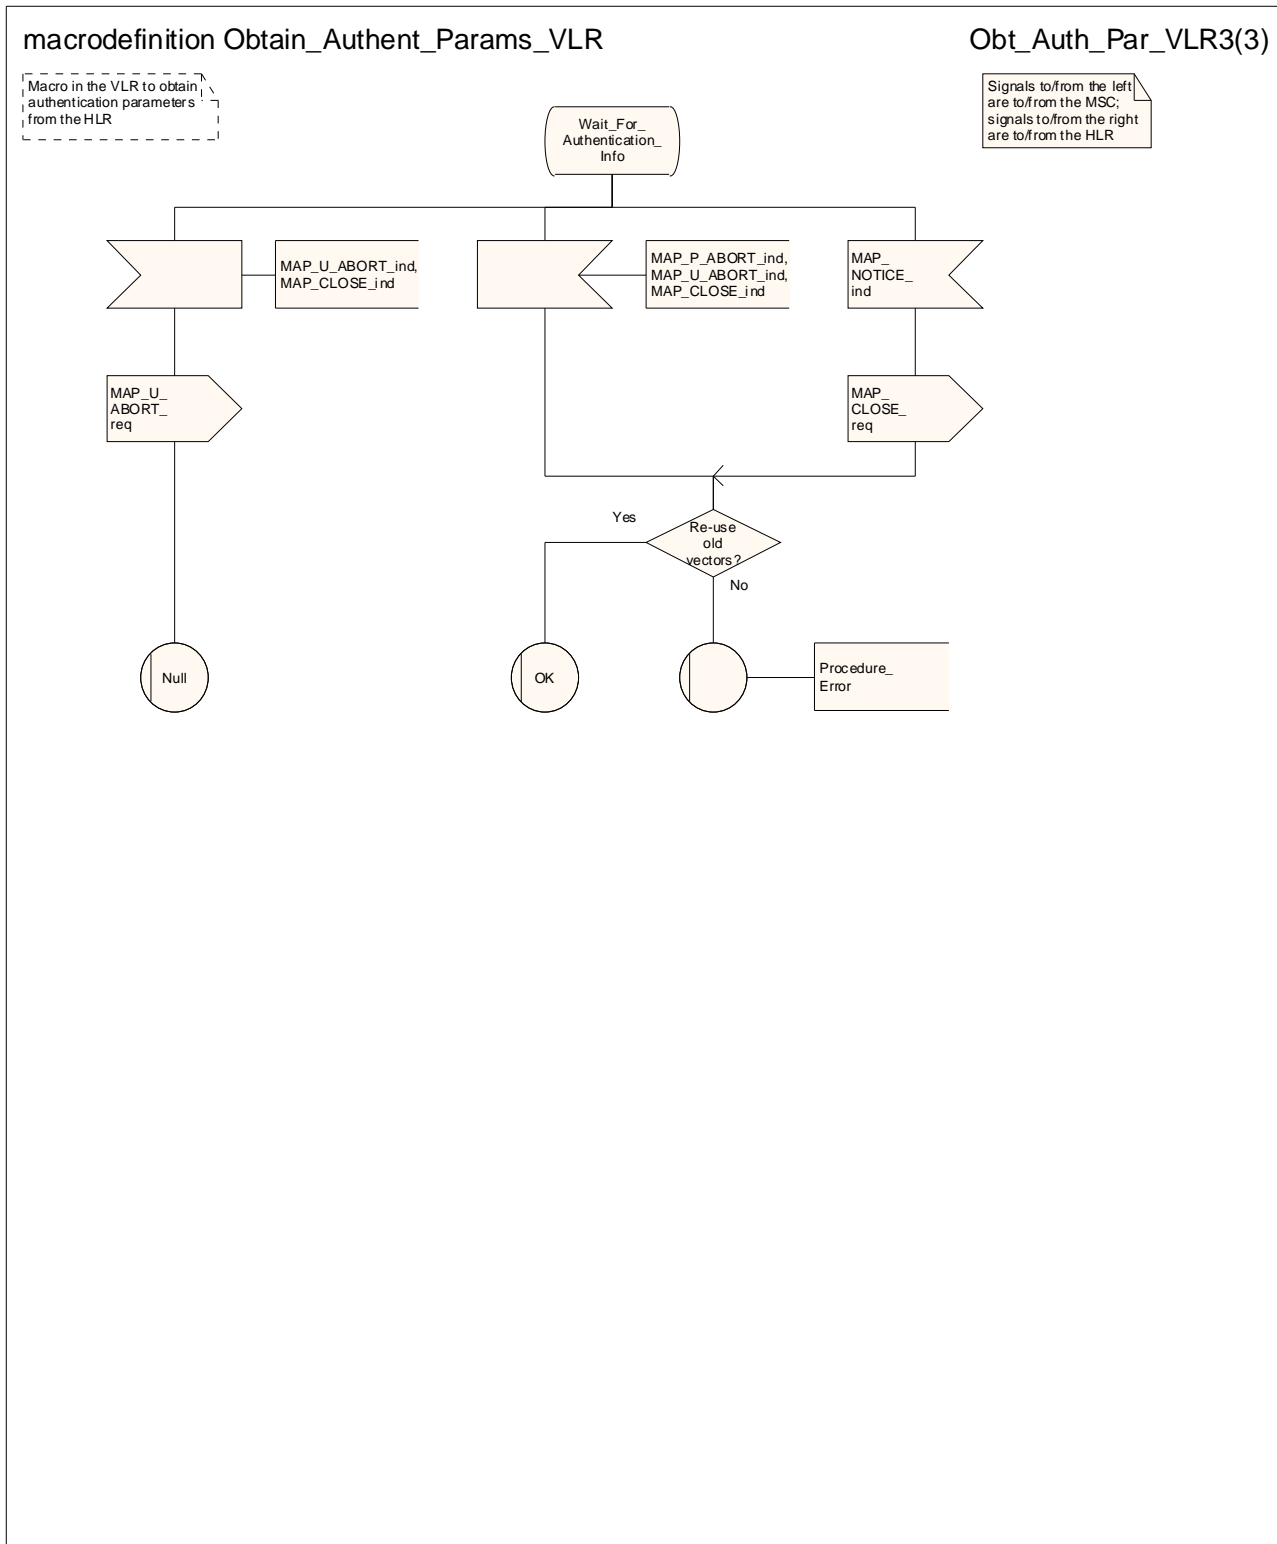 macrodefinition Obtain_Authent_Params_VLR
Obt_Auth_Par_VLR3(3)
Macro in the VLR to obtain
authentication parameters
from the HLR
Signals to/from the left
are to/from the MSC;
signals to/from the right
are to/from the HLR
Wait_For_
Authentication_
Info
MAP_U_ABORT_ind,
MAP_CLOSE_ind
MAP_P_ABORT_ind,
MAP_U_ABORT_ind,
MAP_CLOSE_ind
MAP_
NOTICE_
ind
MAP_U_
ABORT_
req
MAP_
CLOSE_
req
Yes
Re-use
old
vectors?
No
Null
OK
Procedure_
Error